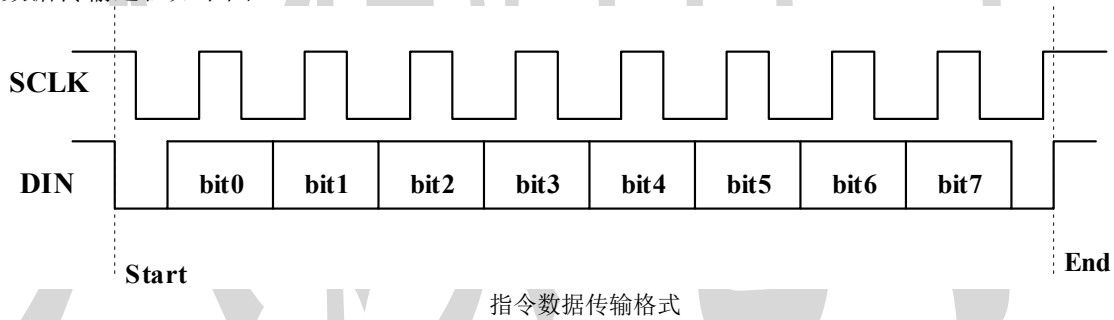 SCLK
DIN
bit0 bit1 bit2 bit3 bit4 bit5 bit6 bit7
Start
End
指令数据传输格式